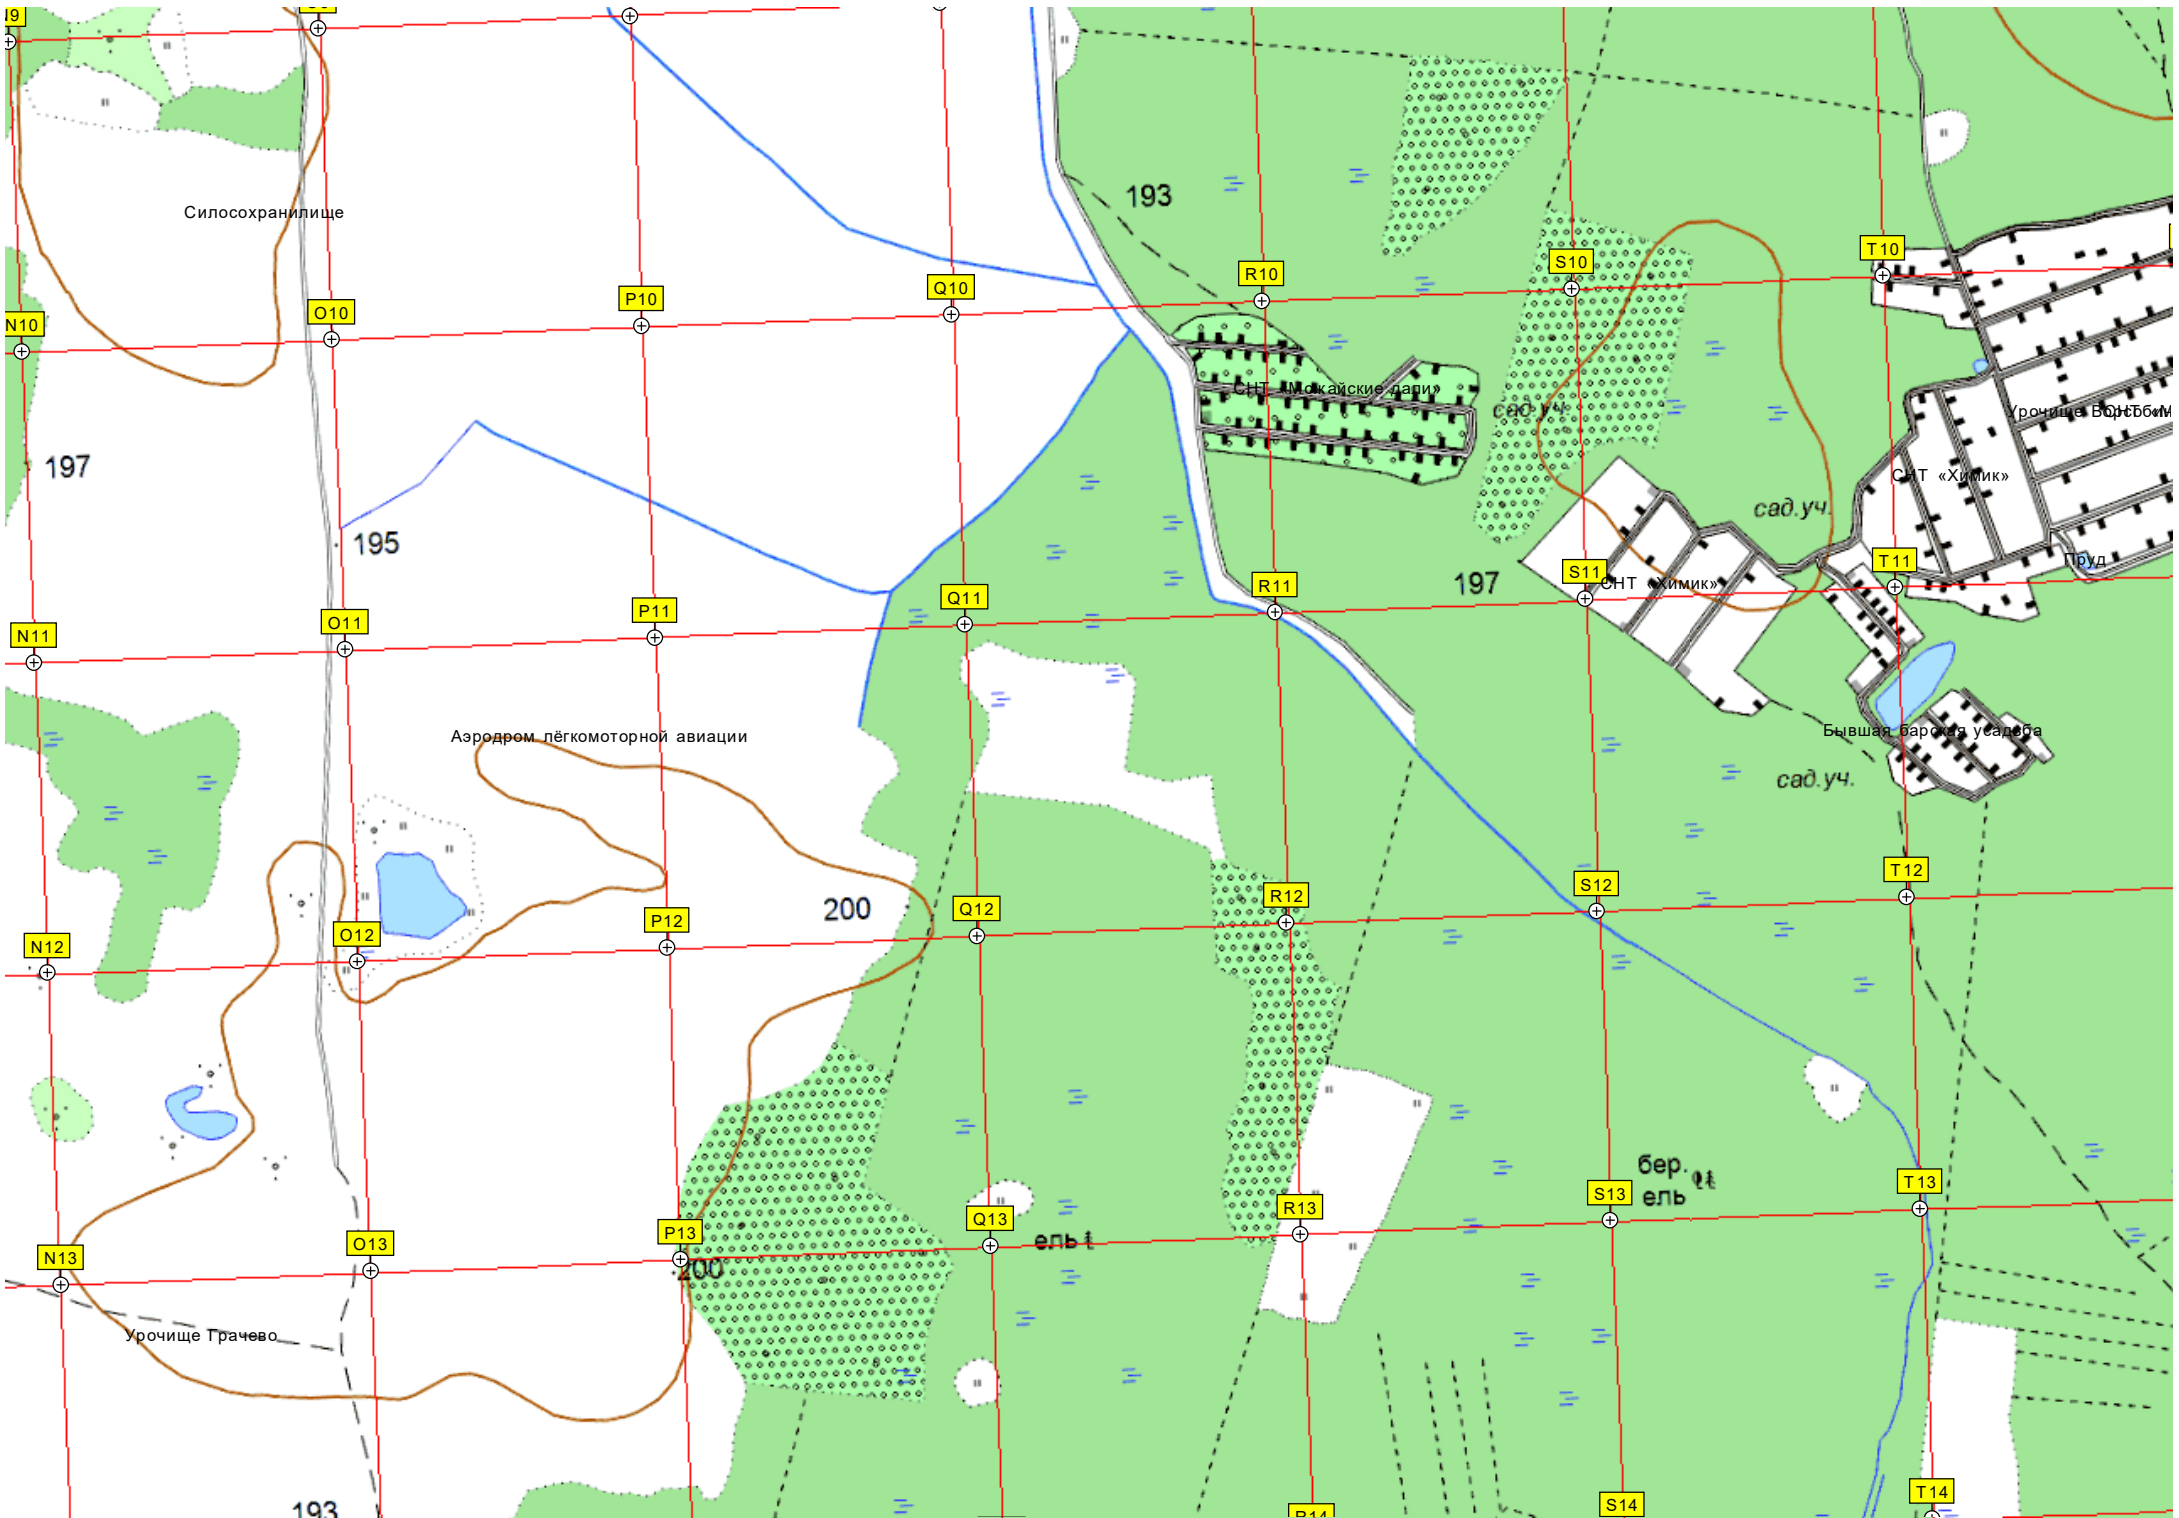 193
Силосохранилище
T10
S10
R10
Q10
P10
O10
N10
СНТ «Можайские дали»
сад.уч.
197
СНТ «Химик»
сад.уч.
195
Пруд
T11
S11
СНТ «Химик»
197
R11
Q11
P11
O11
N11
Аэродром лёгкомоторной авиации
Бывшая барская усадьба
сад.уч.
T12
S12
R12
Q12
200
P12
O12
N12
бер.
ель
T13
S13
R13
Q13
ель
P13
O13
N13
200
Урочище Грачево
T14
S14
R14
193